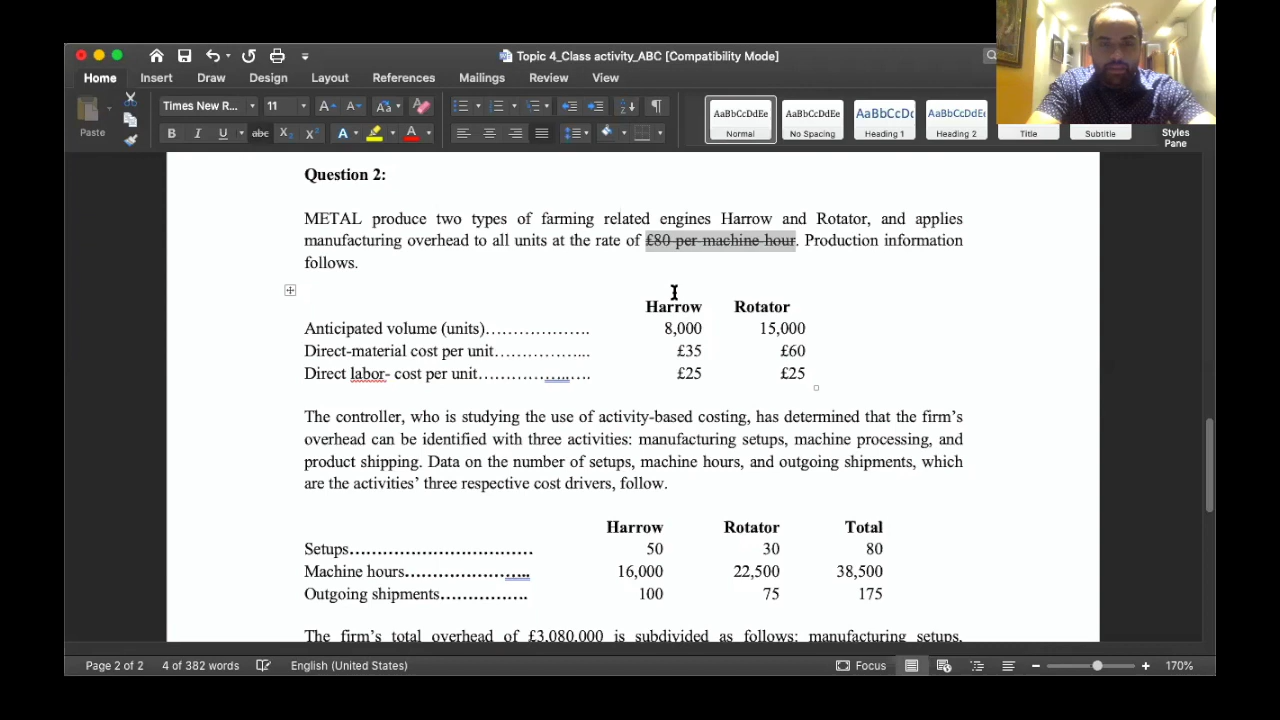 Topic 4_Class activity_ABC [Compatibility Mode]
Home Insert Draw Design Layout References Mailings Review View
Paste
Times New R... 11
AaBbCcDdEe AaBbCcDdEe AaBbCcDc AaBbCcDdEe
Normal No Spacing Heading 1 Heading 2 Title Subtitle Styles Pane
Question 2:
METAL produce two types of farming related engines Harrow and Rotator, and applies
manufacturing overhead to all units at the rate of £80 per machine hour. Production information
follows.
Harrow Rotator
Anticipated volume (units)………………. 8,000 15,000
Direct-material cost per unit……………... £35 £60
Direct labor- cost per unit……………..…. £25 £25
The controller, who is studying the use of activity-based costing, has determined that the firm's
overhead can be identified with three activities: manufacturing setups, machine processing, and
product shipping. Data on the number of setups, machine hours, and outgoing shipments, which
are the activities' three respective cost drivers, follow.
Harrow Rotator Total
Setups…………………………… 50 30 80
Machine hours………………….. 16,000 22,500 38,500
Outgoing shipments……………. 100 75 175
The firm's total overhead of £3,080,000 is subdivided as follows: manufacturing setups,
Page 2 of 2 4 of 382 words English (United States) Focus 170%